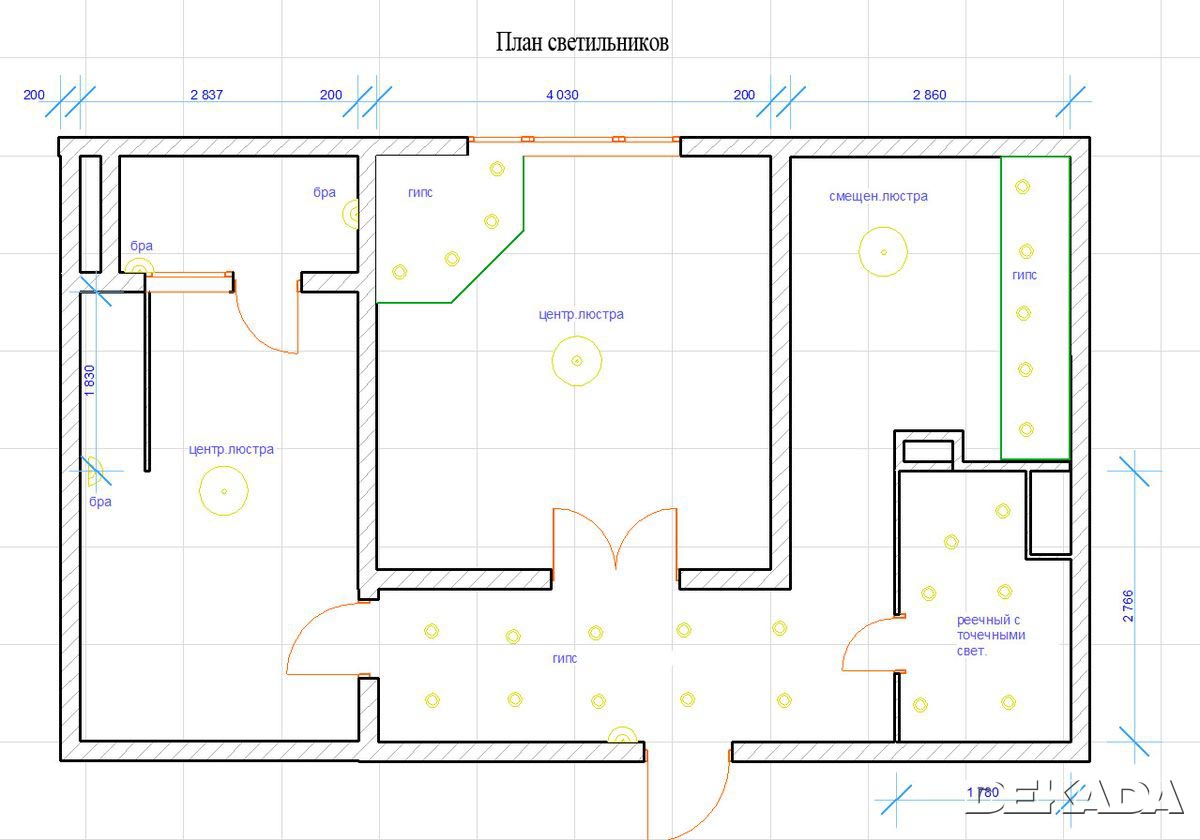 План светильников
200
2 837
200
4 030
200
2 860
бра
гипс
смещен.люстра
бра
гипс
центр.люстра
1 830
центр.люстра
бра
2 766
реечный с
точечными
свет.
гипс
1 780
DEKADA